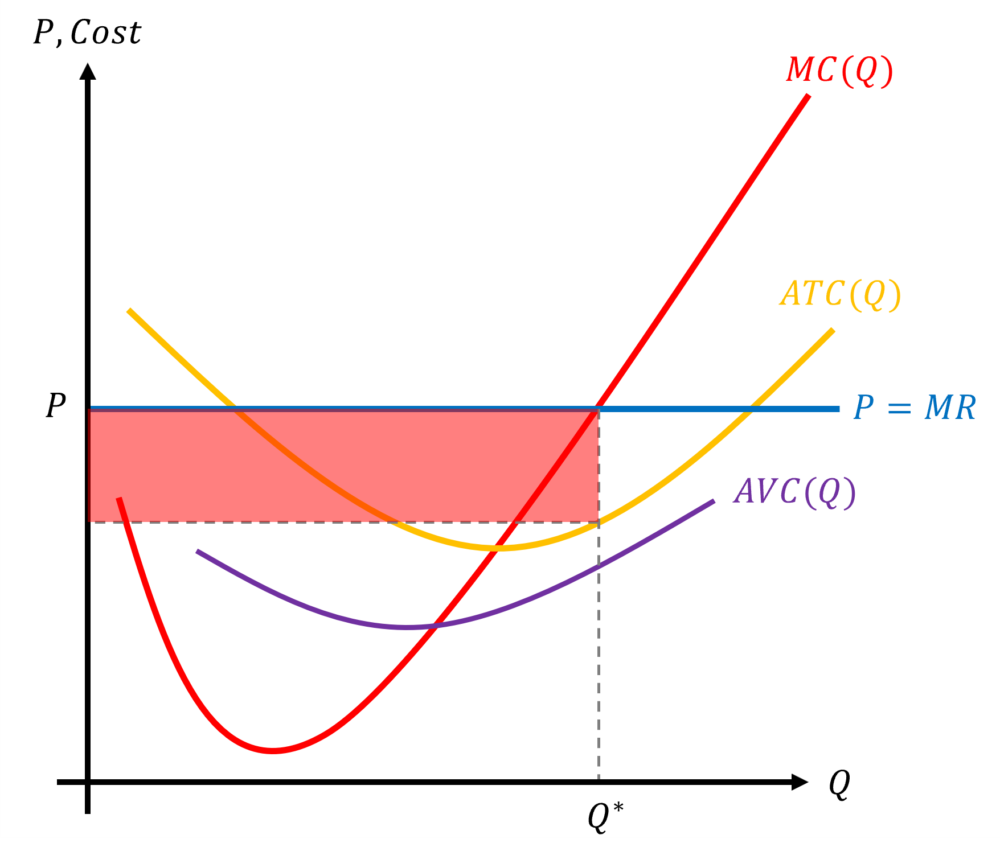 P, Cost
MC(Q)
ATC(Q)
P
P = MR
AVC(Q)
Q
Q*